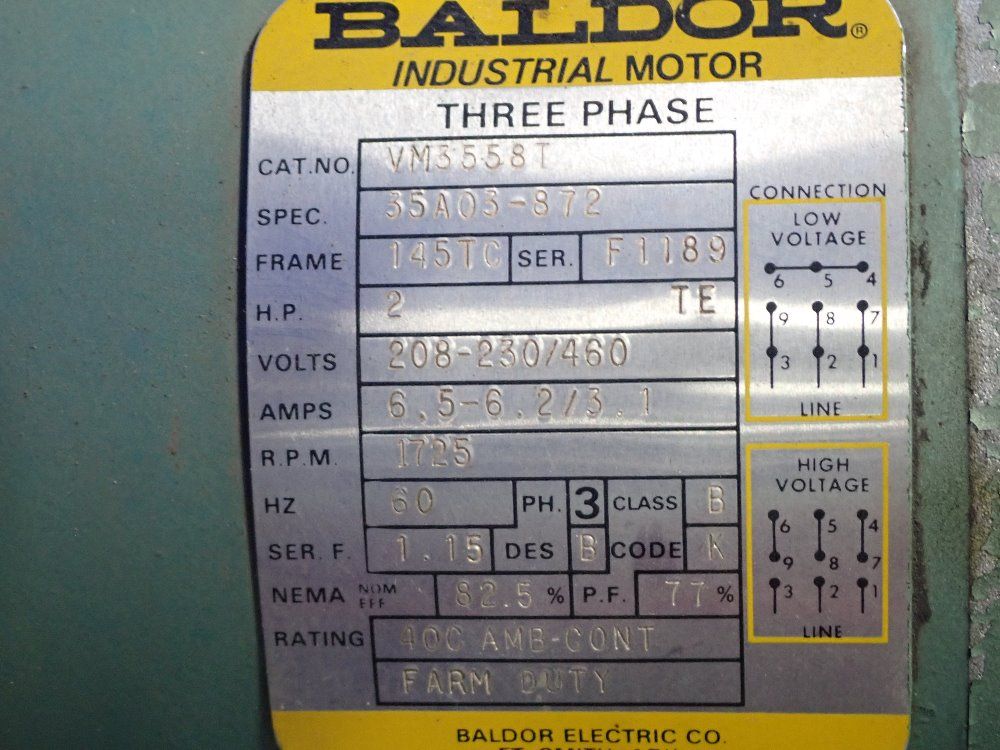 BALDOR®
INDUSTRIAL MOTOR
THREE PHASE
CAT.NO. VM3558T
SPEC. 35A03-872
FRAME 145TC SER. F1189
H.P. 2 TE
VOLTS 208-230/460
AMPS 6.5-6.2/3.1
R.P.M. 1725
HZ 60 PH. 3 CLASS B
SER. F. 1.15 DES B CODE K
NEMA NOM EFF 82.5 % P.F. 77 %
RATING 40C AMB-CONT
FARM DUTY
CONNECTION
LOW
VOLTAGE
6 5 4
9 8 7
3 2 1
LINE
HIGH
VOLTAGE
6 5 4
9 8 7
3 2 1
LINE
BALDOR ELECTRIC CO.